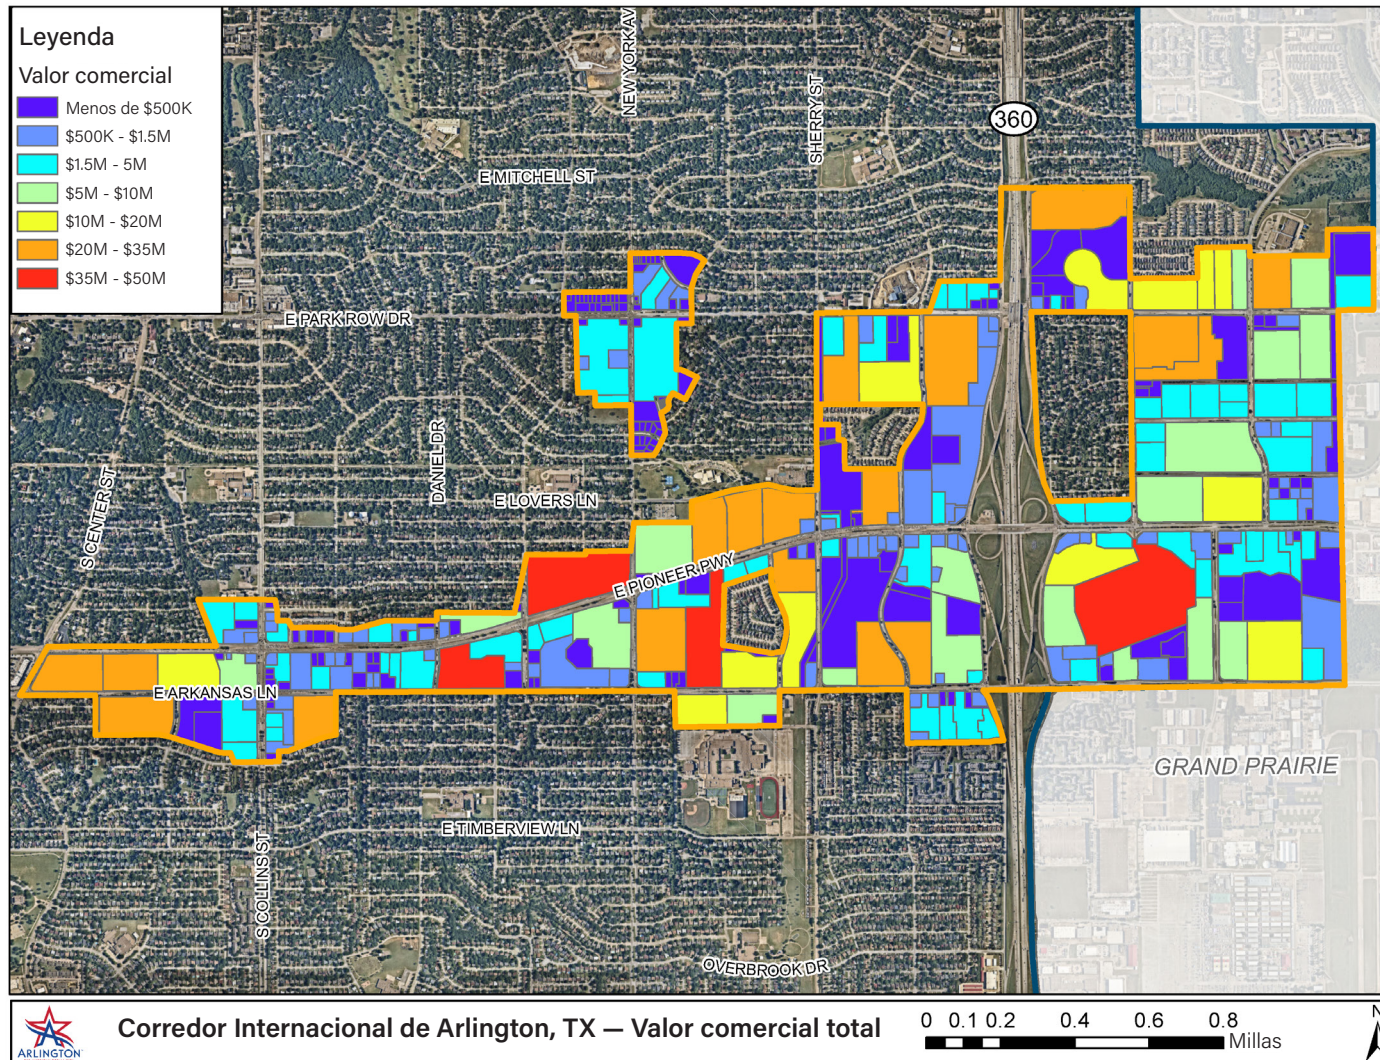 Leyenda
Valor comercial
Menos de $500K
$500K - $1.5M
$1.5M - 5M
$5M - $10M
$10M - $20M
$20M - $35M
$35M - $50M
NEW YORK AV
SHERRY ST
360
E MITCHELL ST
E PARK ROW DR
DANIEL DR
S CENTER ST
E LOVERS LN
E PIONEER PWY
E ARKANSAS LN
GRAND PRAIRIE
E TIMBERVIEW LN
S COLLINS ST
OVERBROOK DR
ARLINGTON
Corredor Internacional de Arlington, TX — Valor comercial total
0 0.1 0.2 0.4 0.6 0.8
Millas
N